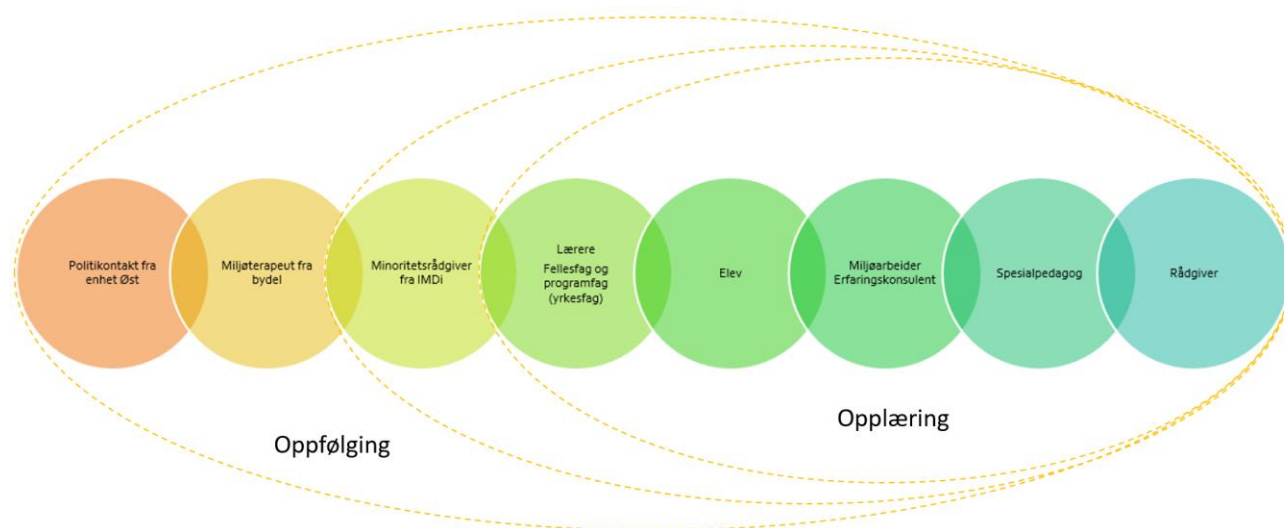 Politikontakt fra
enhet Øst
Miljøterapeut fra
bydel
Minoritetsrådgiver
fra IMDi
Lærere
Fellesfag og
programfag
(yrkesfag)
Elev
Miljøarbeider
Erfaringskonsulent
Spesialpedagog
Rådgiver
Oppfølging
Opplæring